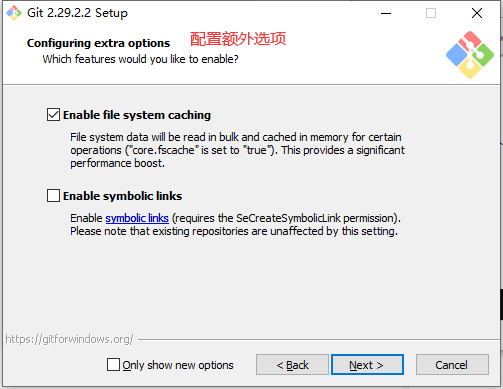 Git 2.29.2.2 Setup
Configuring extra options 配置额外选项
Which features would you like to enable?
Enable file system caching
File system data will be read in bulk and cached in memory for certain
operations ("core.fscache" is set to "true"). This provides a significant
performance boost.
Enable symbolic links
Enable symbolic links (requires the SeCreateSymbolicLink permission).
Please note that existing repositories are unaffected by this setting.
https://gitforwindows.org/
Only show new options < Back Next > Cancel